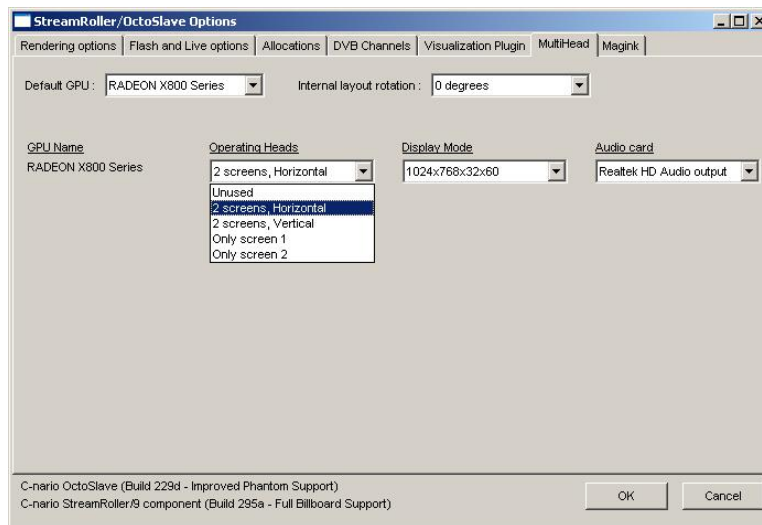 StreamRoller/OctoSlave Options
Rendering options Flash and Live options Allocations DVB Channels Visualization Plugin MultiHead Magink
Default GPU : RADEON X800 Series Internal layout rotation : 0 degrees
GPU Name Operating Heads Display Mode Audio card
RADEON X800 Series 2 screens, Horizontal 1024x768x32x60 Realtek HD Audio output
Unused
2 screens, Horizontal
2 screens, Vertical
Only screen 1
Only screen 2
C-nario OctoSlave (Build 229d - Improved Phantom Support)
C-nario StreamRoller/9 component (Build 295a - Full Billboard Support)
OK Cancel